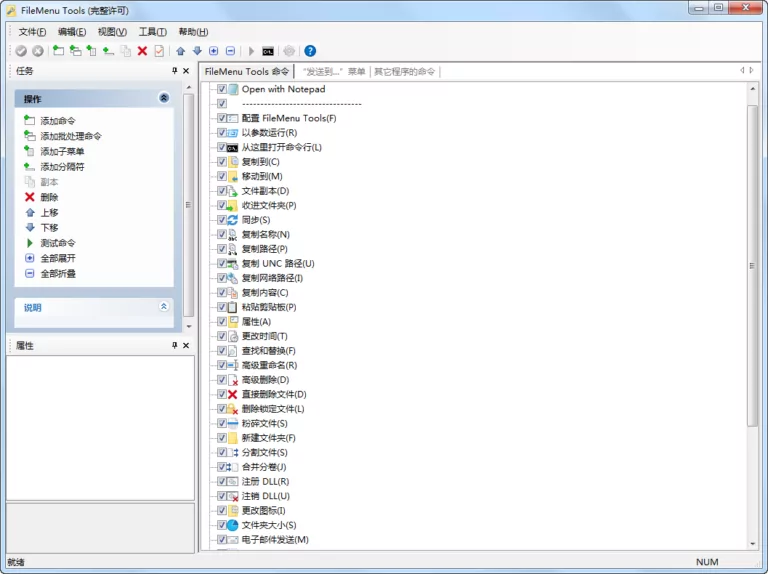 FileMenu Tools (完整许可)
文件(F) 编辑(E) 视图(V) 工具(T) 帮助(H)
任务
操作
添加命令
添加批处理命令
添加子菜单
添加分隔符
副本
删除
上移
下移
测试命令
全部展开
全部折叠
说明
属性
FileMenu Tools 命令 "发送到..." 菜单 其它程序的命令
Open with Notepad
---------------------------------
配置 FileMenu Tools(F)
以参数运行(R)
从这里打开命令行(L)
复制到(C)
移动到(M)
文件副本(D)
收进文件夹(P)
同步(S)
复制名称(N)
复制路径(P)
复制 UNC 路径(U)
复制网络路径(I)
复制内容(C)
粘贴剪贴板(P)
属性(A)
更改时间(T)
查找和替换(F)
高级重命名(R)
高级删除(D)
直接删除文件(D)
删除锁定文件(L)
粉碎文件(S)
新建文件夹(F)
分割文件(S)
合并分卷(J)
注册 DLL(R)
注销 DLL(U)
更改图标(I)
文件夹大小(S)
电子邮件发送(M)
就绪 NUM